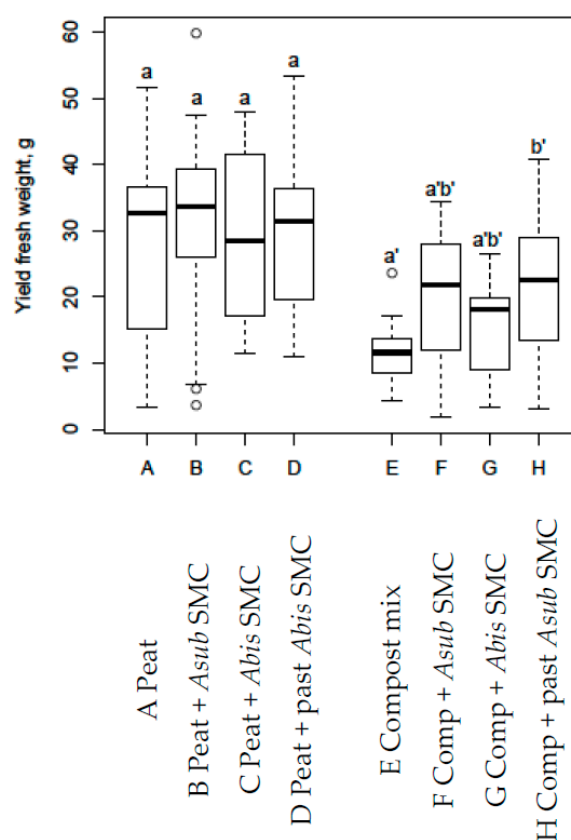 Yield fresh weight, g
60
50
40
30
20
10
0
a
a
a
a
a'
a'b'
a'b'
b'
A
B
C
D
E
F
G
H
A Peat
B Peat + Asub SMC
C Peat + Abis SMC
D Peat + past Abis SMC
E Compost mix
F Comp + Asub SMC
G Comp + Abis SMC
H Comp + past Asub SMC